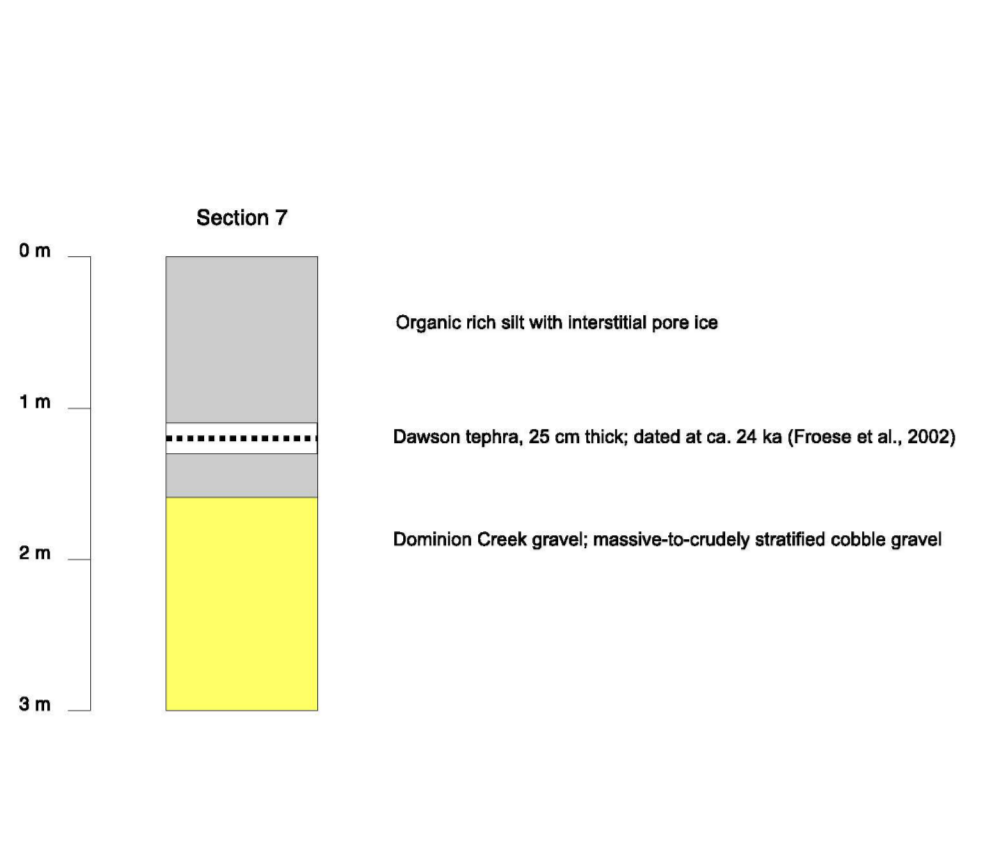 Section 7
0 m
Organic rich silt with interstitial pore ice
1 m
Dawson tephra, 25 cm thick; dated at ca. 24 ka (Froese et al., 2002)
Dominion Creek gravel; massive-to-crudely stratified cobble gravel
2 m
3 m